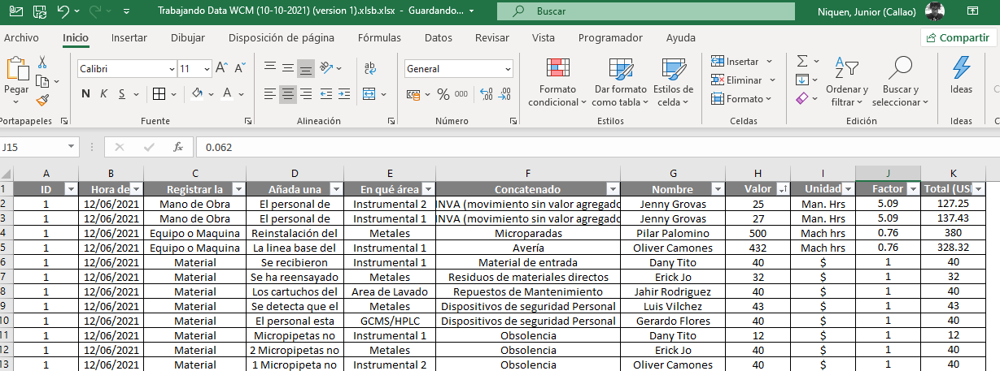 Trabajando Data WCM (10-10-2021) (version 1).xlsb.xlsx - Guardando... Buscar Niquen, Junior (Callao)
Archivo Inicio Insertar Dibujar Disposición de página Fórmulas Datos Revisar Vista Programador Ayuda Compartir
Pegar Calibri 11 A A ab c General Formato condicional Dar formato como tabla Estilos de celda Insertar Eliminar Formato Ordenar y filtrar Buscar y seleccionar Ideas
N K S % 000
Portapapeles Fuente Alineación Número Estilos Celdas Edición Ideas
J15 fx 0.062
A B C D E F G H I J K
1 ID Hora de Registrar la Añada una En qué área Concatenado Nombre Valor Unidad Factor Total (USD
2 1 12/06/2021 Mano de Obra El personal de Instrumental 2 INVA (movimiento sin valor agregado Jenny Grovas 25 Man. Hrs 5.09 127.25
3 1 12/06/2021 Mano de Obra El personal de Instrumental 1 INVA (movimiento sin valor agregado Jenny Grovas 27 Man. Hrs 5.09 137.43
4 1 12/06/2021 Equipo o Maquina Reinstalación del Metales Microparadas Pilar Palomino 500 Mach hrs 0.76 380
5 1 12/06/2021 Equipo o Maquina La linea base del Instrumental 1 Avería Oliver Camones 432 Mach hrs 0.76 328.32
6 1 12/06/2021 Material Se recibieron Instrumental 1 Material de entrada Dany Tito 40 $ 1 40
7 1 12/06/2021 Material Se ha reensayado Metales Residuos de materiales directos Erick Jo 32 $ 1 32
8 1 12/06/2021 Material Los cartuchos del Area de Lavado Repuestos de Mantenimiento Jahir Rodriguez 40 $ 1 40
9 1 12/06/2021 Material Se detecta que el Metales Dispositivos de seguridad Personal Luis Vilchez 43 $ 1 43
10 1 12/06/2021 Material El personal esta GCMS/HPLC Dispositivos de seguridad Personal Gerardo Flores 40 $ 1 40
11 1 12/06/2021 Material Micropipetas no Instrumental 1 Obsolencia Dany Tito 12 $ 1 12
12 1 12/06/2021 Material 2 Micropipetas no Metales Obsolencia Erick Jo 40 $ 1 40
13 1 12/06/2021 Material 1 Micropipeta no Instrumental 2 Obsolencia Oliver Camones 40 $ 1 40